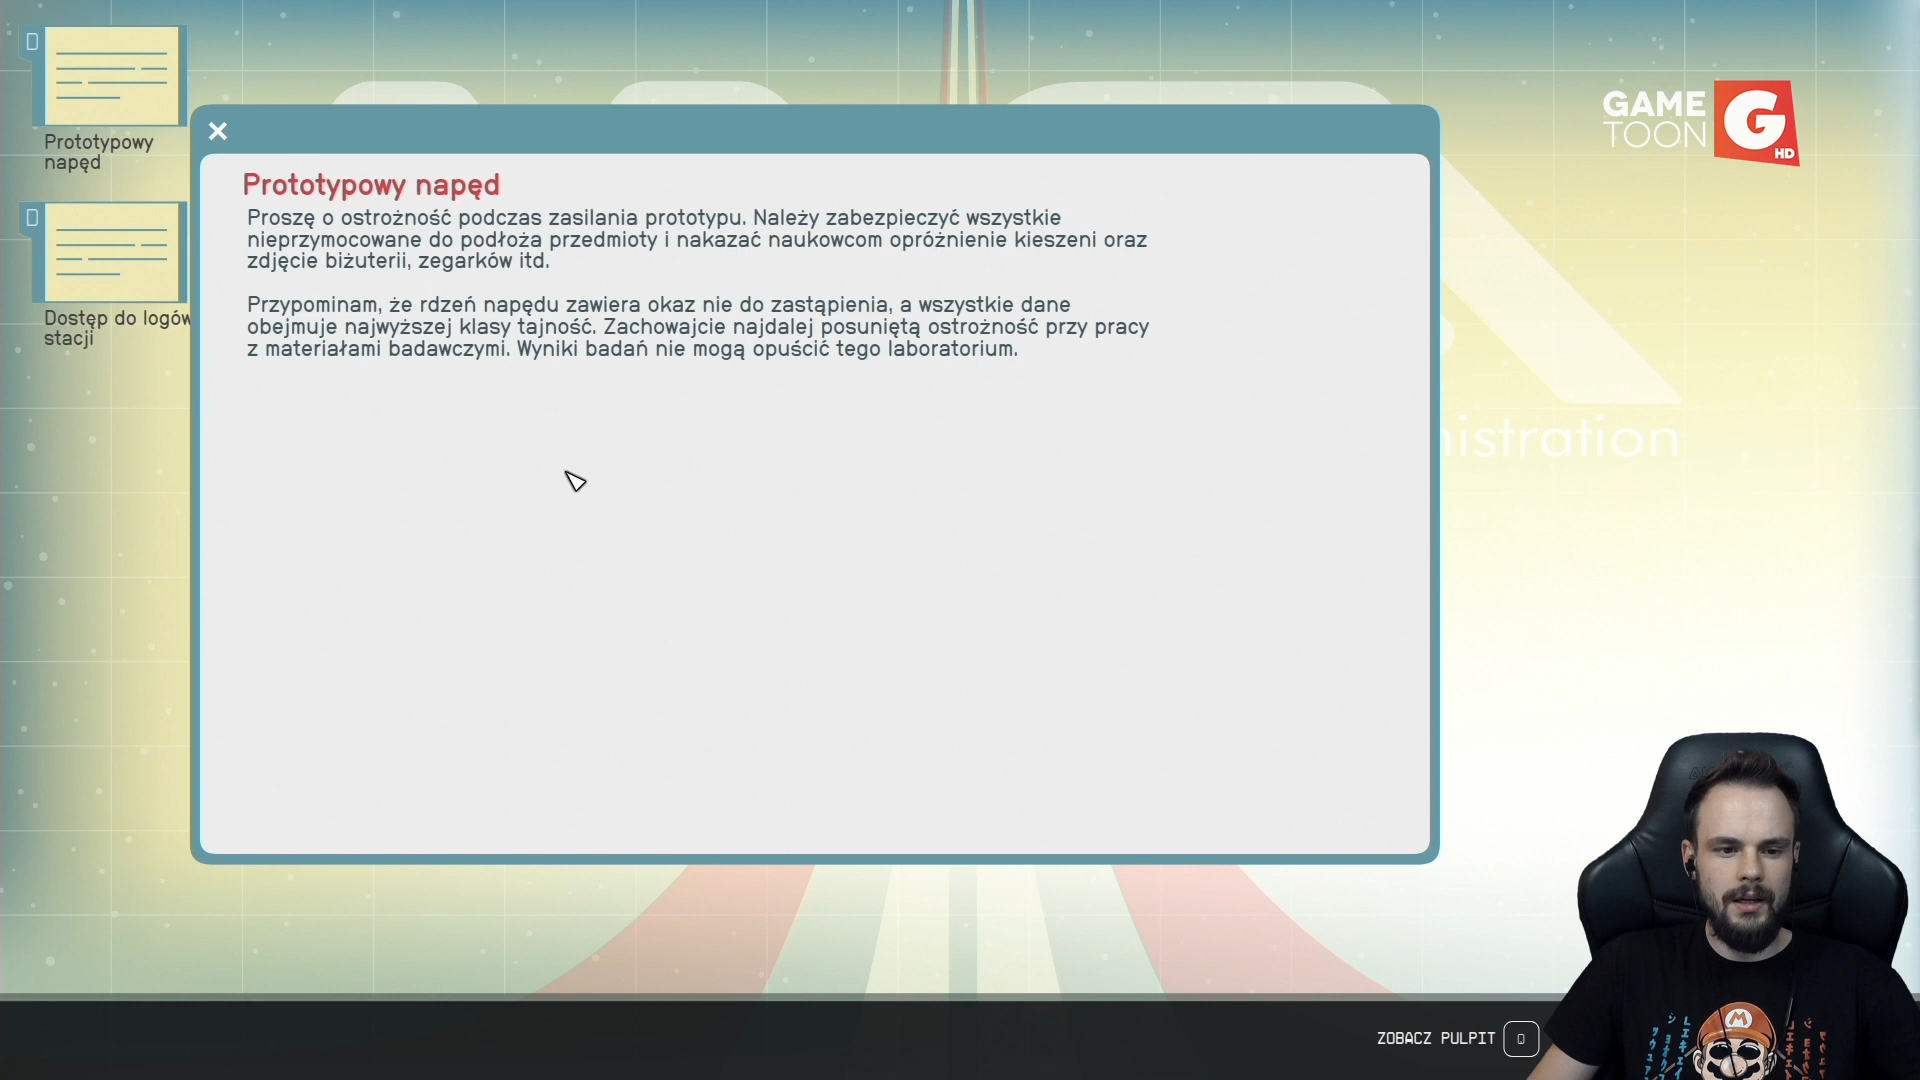 Prototypowy
napęd
Dostęp do logów
stacji
Prototypowy napęd
Proszę o ostrożność podczas zasilania prototypu. Należy zabezpieczyć wszystkie
nieprzymocowane do podłoża przedmioty i nakazać naukowcom opróżnienie kieszeni oraz
zdjęcie biżuterii, zegarków itd.
Przypominam, że rdzeń napędu zawiera okaz nie do zastąpienia, a wszystkie dane
obejmuje najwyższej klasy tajność. Zachowajcie najdalej posuniętą ostrożność przy pracy
z materiałami badawczymi. Wyniki badań nie mogą opuścić tego laboratorium.
GAME
TOON
G
HD
nistration
ZOBACZ PULPIT
M